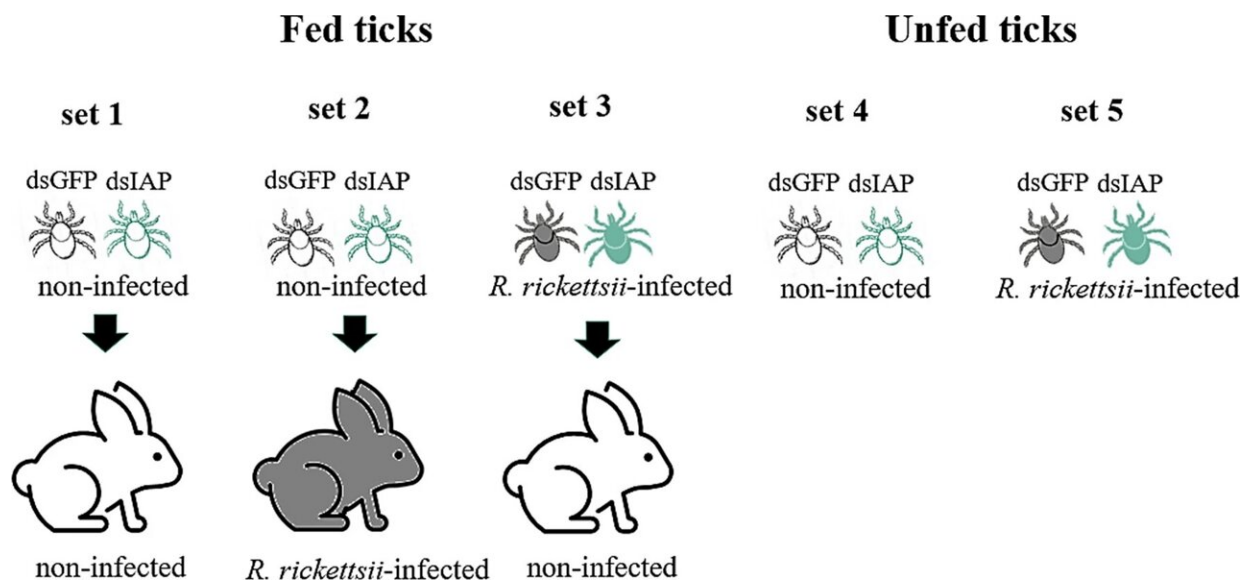 Fed ticks
Unfed ticks
set 1
set 2
set 3
set 4
set 5
dsGFP dsIAP
dsGFP dsIAP
dsGFP dsIAP
dsGFP dsIAP
dsGFP dsIAP
non-infected
non-infected
R. rickettsii-infected
non-infected
R. rickettsii-infected
non-infected
R. rickettsii-infected
non-infected